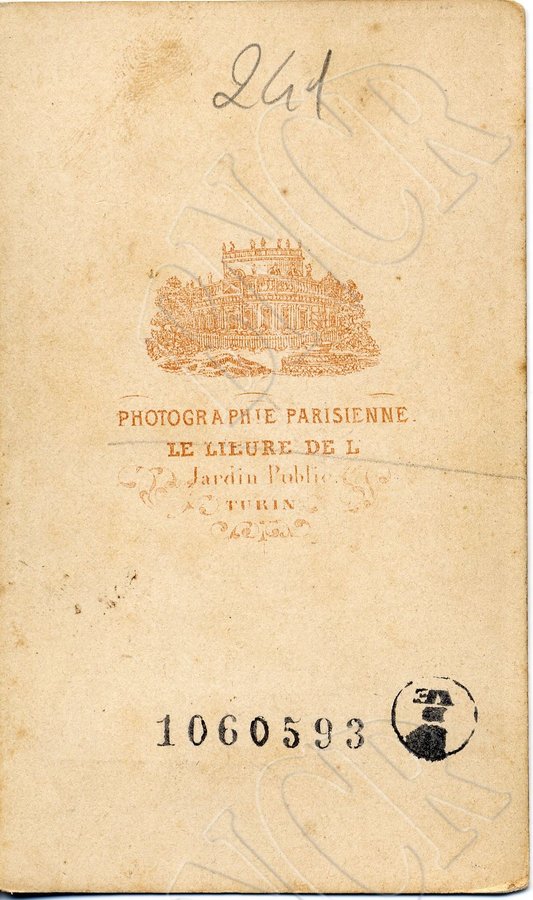 241
PHOTOGRAPHIE PARISIENNE.
LE LIEURE DE L
Jardin Public.
TURIN
1060593